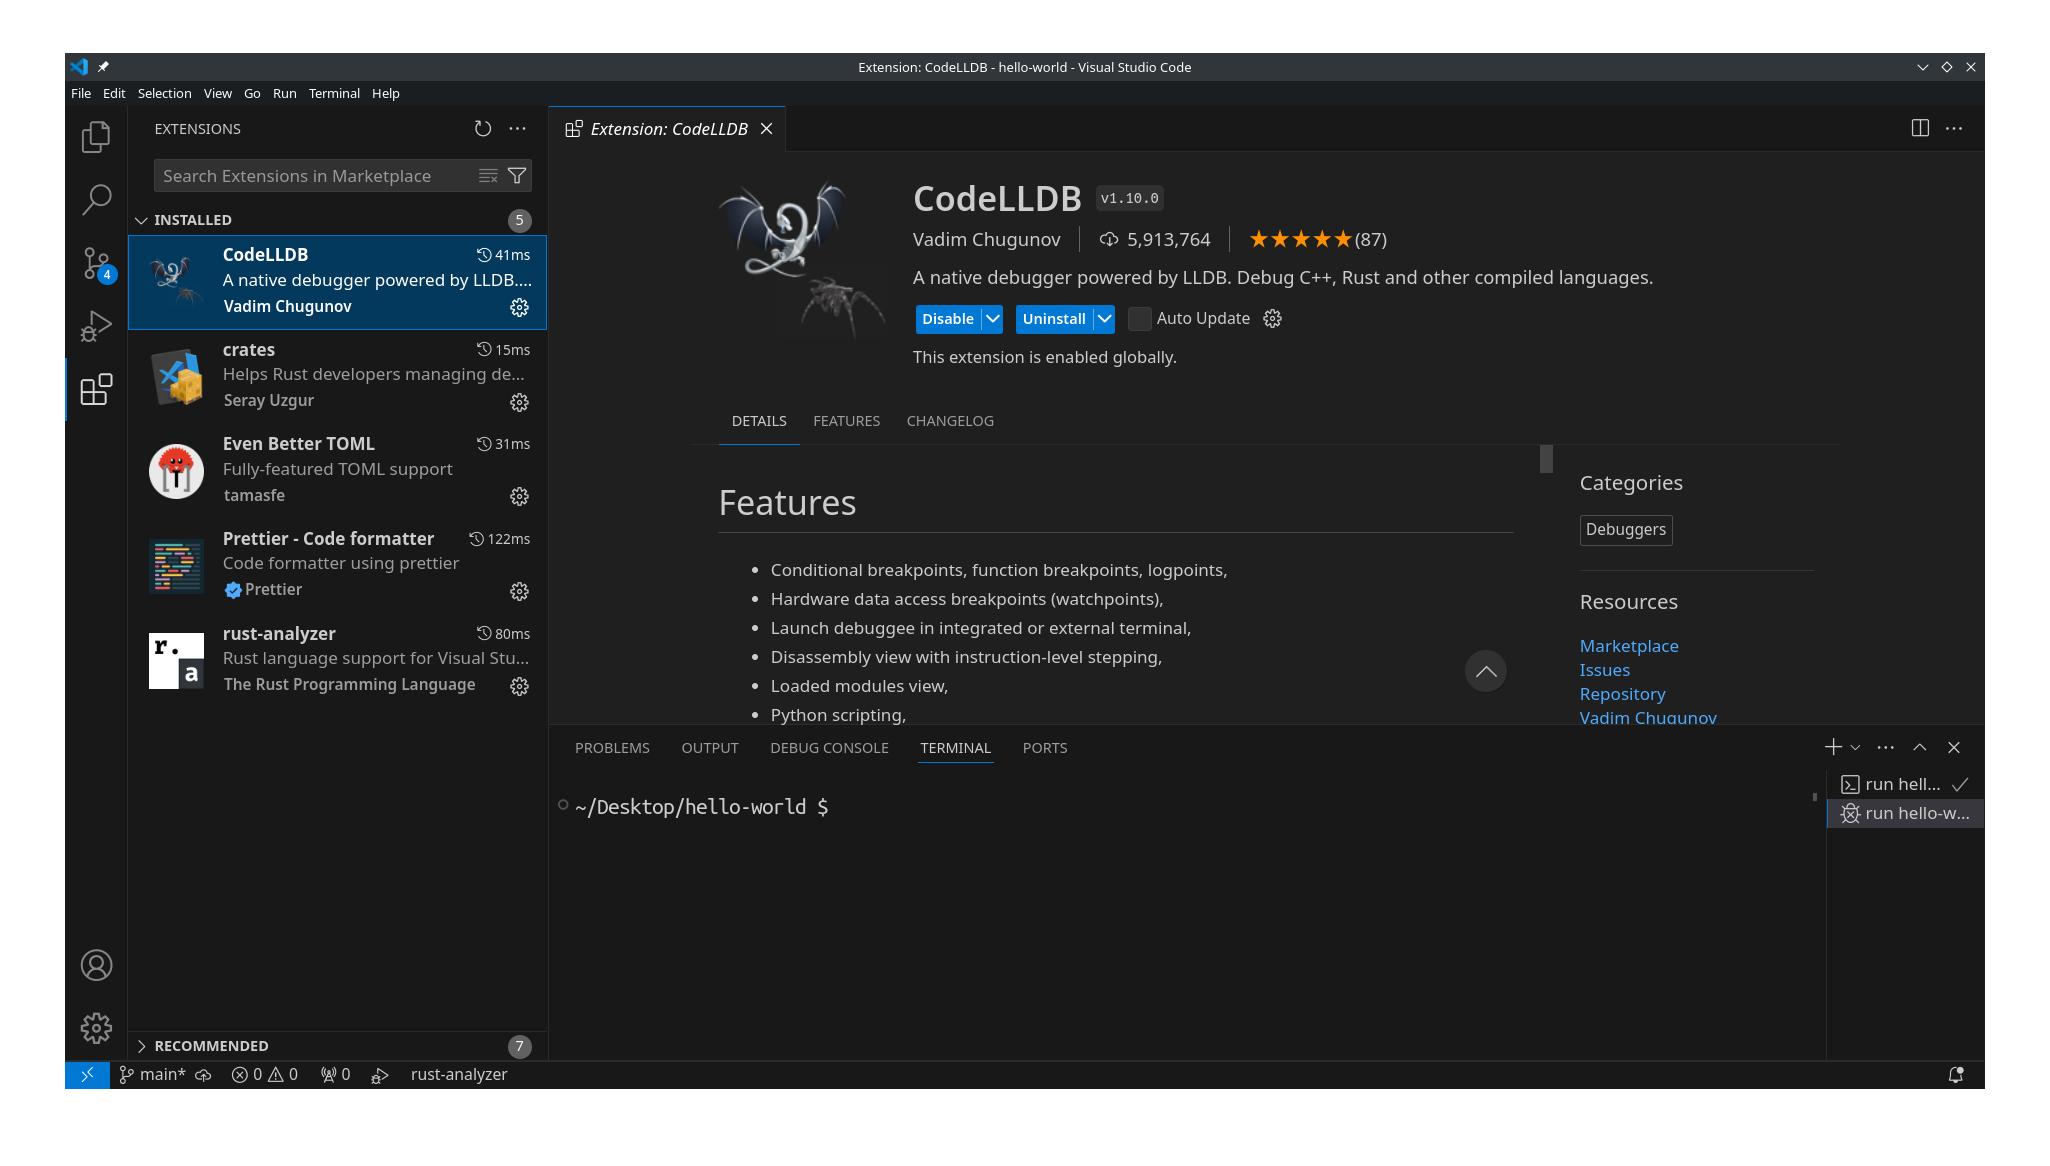 Extension: CodeLLDB - hello-world - Visual Studio Code
File Edit Selection View Go Run Terminal Help
EXTENSIONS
Search Extensions in Marketplace
INSTALLED 5
CodeLLDB 41ms
A native debugger powered by LLDB....
Vadim Chugunov
crates 15ms
Helps Rust developers managing de...
Seray Uzgur
Even Better TOML 31ms
Fully-featured TOML support
tamasfe
Prettier - Code formatter 122ms
Code formatter using prettier
Prettier
rust-analyzer 80ms
Rust language support for Visual Stu...
The Rust Programming Language
RECOMMENDED 7
4
r.
a
Extension: CodeLLDB
CodeLLDB v1.10.0
Vadim Chugunov 5,913,764 ★★★★★(87)
A native debugger powered by LLDB. Debug C++, Rust and other compiled languages.
Disable Uninstall Auto Update
This extension is enabled globally.
DETAILS FEATURES CHANGELOG
Features
• Conditional breakpoints, function breakpoints, logpoints,
• Hardware data access breakpoints (watchpoints),
• Launch debuggee in integrated or external terminal,
• Disassembly view with instruction-level stepping,
• Loaded modules view,
• Python scripting,
Categories
Debuggers
Resources
Marketplace
Issues
Repository
Vadim Chugunov
PROBLEMS OUTPUT DEBUG CONSOLE TERMINAL PORTS
~/Desktop/hello-world $
run hell...
run hello-w...
main* 0 0 0 rust-analyzer